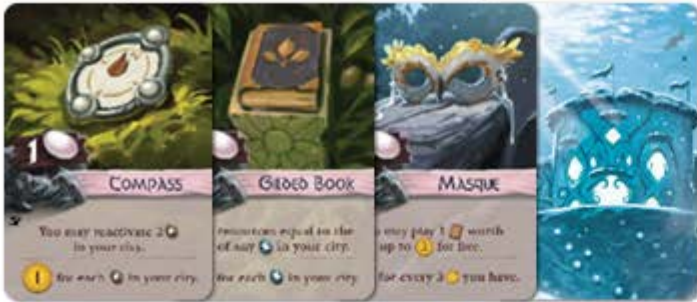 1
COMPASS
You may reactivate 2
in your city.
1 for each in your city.
GILDED BOOK
resources equal to the
of any in your city.
for each in your city.
MASQUE
may play 1 worth
up to 3 for free.
for every 3 you have.